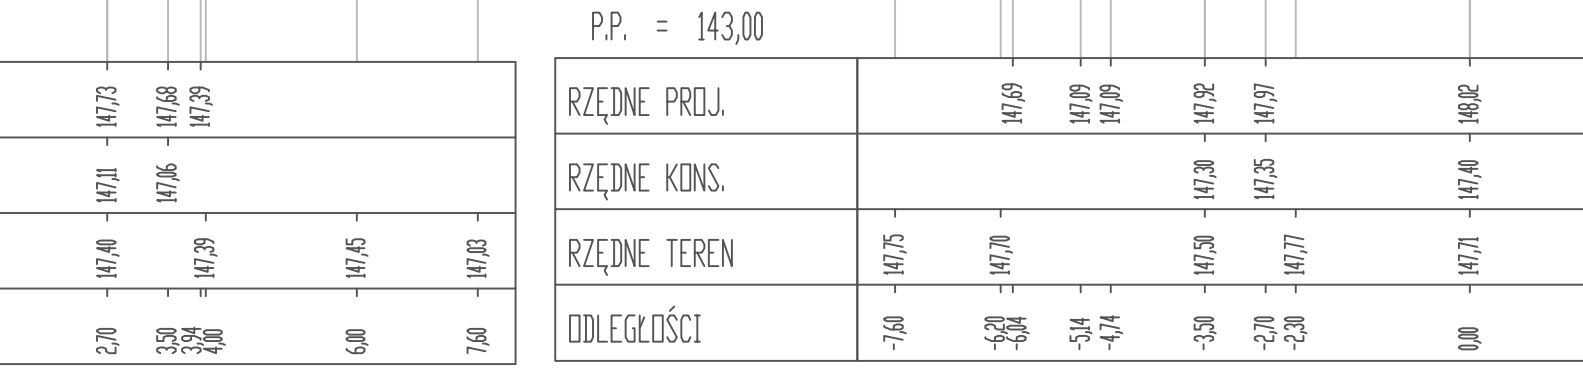 147,73 147,68 147,39
147,11 147,06
147,40 147,39 147,45 147,03
2,70 3,50 3,94 4,00 6,00 7,60
P.P. = 143,00
RZĘDNE PROJ. 147,69 147,09 147,09 147,92 147,97 148,02
RZĘDNE KONS. 147,30 147,35 147,40
RZĘDNE TEREN 147,75 147,70 147,50 147,77 147,71
ODLEGŁOŚCI -7,60 -6,20 -6,04 -5,14 -4,74 -3,50 -2,70 -2,30 0,00